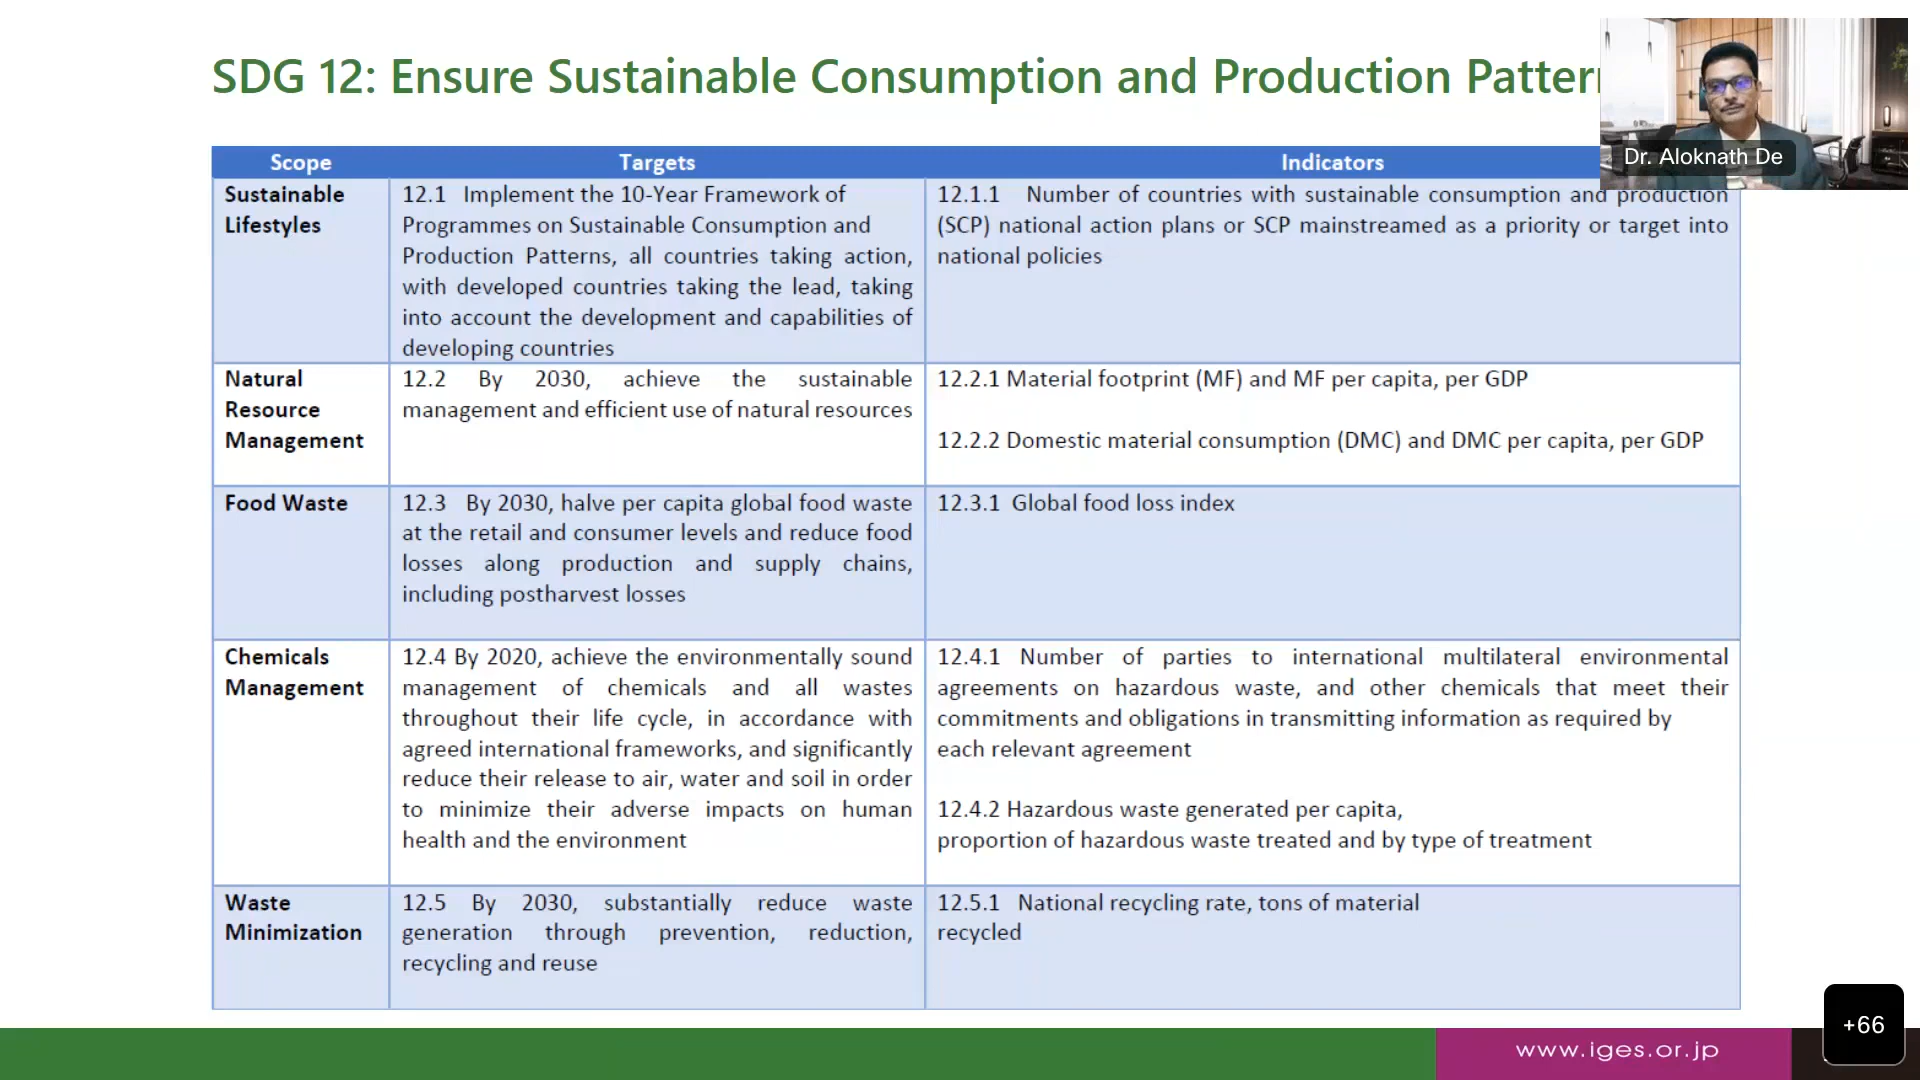 SDG 12: Ensure Sustainable Consumption and Production Patter
Dr. Aloknath De
Scope Targets Indicators
Sustainable
Lifestyles
12.1 Implement the 10-Year Framework of
Programmes on Sustainable Consumption and
Production Patterns, all countries taking action,
with developed countries taking the lead, taking
into account the development and capabilities of
developing countries
12.1.1 Number of countries with sustainable consumption and production
(SCP) national action plans or SCP mainstreamed as a priority or target into
national policies
Natural
Resource
Management
12.2 By 2030, achieve the sustainable
management and efficient use of natural resources
12.2.1 Material footprint (MF) and MF per capita, per GDP
12.2.2 Domestic material consumption (DMC) and DMC per capita, per GDP
Food Waste
12.3 By 2030, halve per capita global food waste
at the retail and consumer levels and reduce food
losses along production and supply chains,
including postharvest losses
12.3.1 Global food loss index
Chemicals
Management
12.4 By 2020, achieve the environmentally sound
management of chemicals and all wastes
throughout their life cycle, in accordance with
agreed international frameworks, and significantly
reduce their release to air, water and soil in order
to minimize their adverse impacts on human
health and the environment
12.4.1 Number of parties to international multilateral environmental
agreements on hazardous waste, and other chemicals that meet their
commitments and obligations in transmitting information as required by
each relevant agreement
12.4.2 Hazardous waste generated per capita,
proportion of hazardous waste treated and by type of treatment
Waste
Minimization
12.5 By 2030, substantially reduce waste
generation through prevention, reduction,
recycling and reuse
12.5.1 National recycling rate, tons of material
recycled
+66
www.iges.or.jp